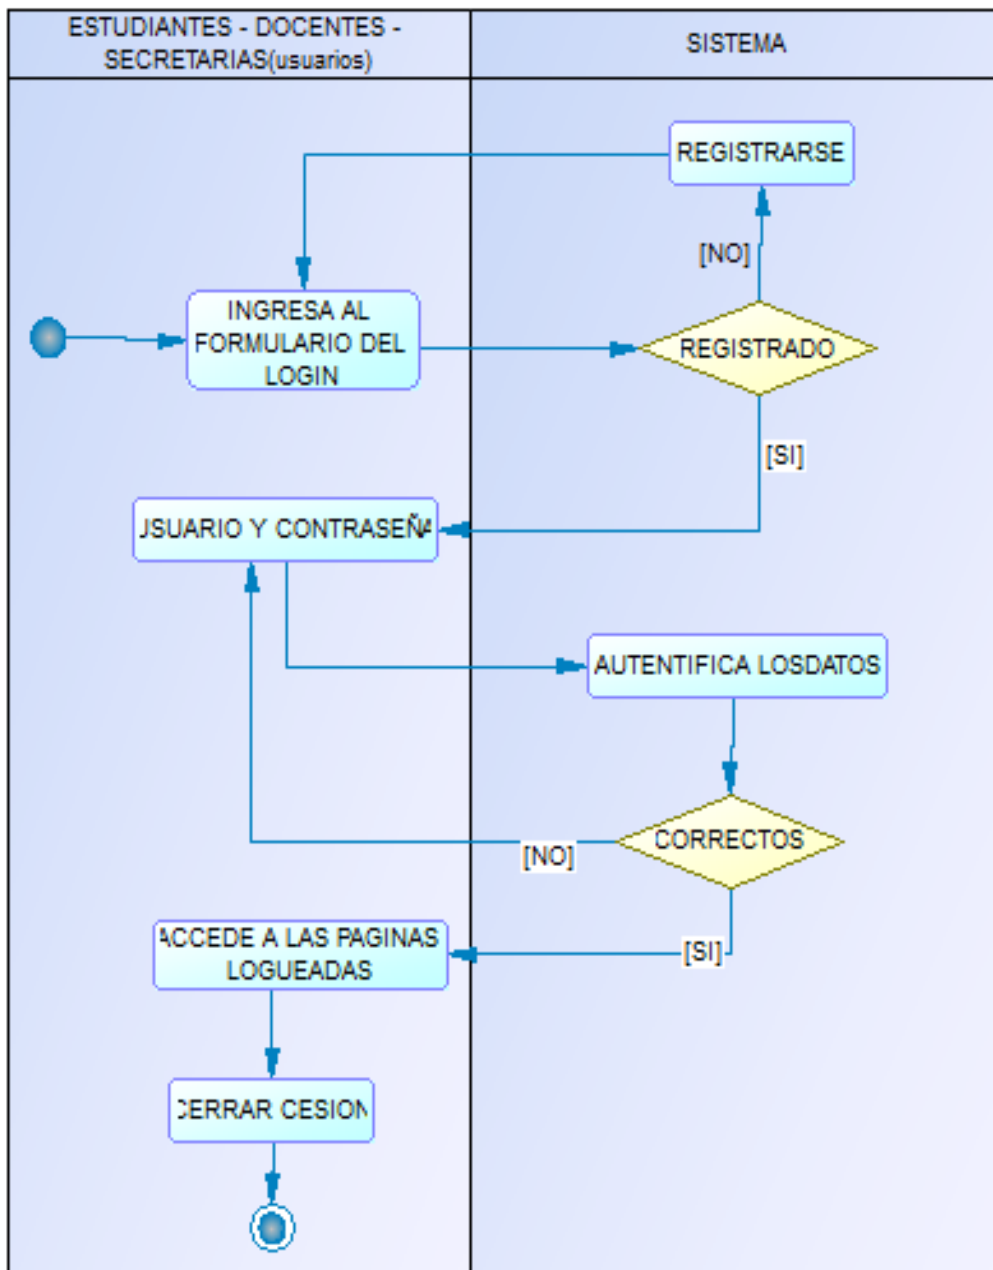 ESTUDIANTES - DOCENTES -
SECRETARIAS(usuarios)
SISTEMA
REGISTRARSE
[NO]
INGRESA AL
FORMULARIO DEL
LOGIN
REGISTRADO
[SI]
USUARIO Y CONTRASEÑA
AUTENTIFICA LOSDATOS
CORRECTOS
[NO]
ACCEDE A LAS PAGINAS
LOGUEADAS
[SI]
CERRAR CESION